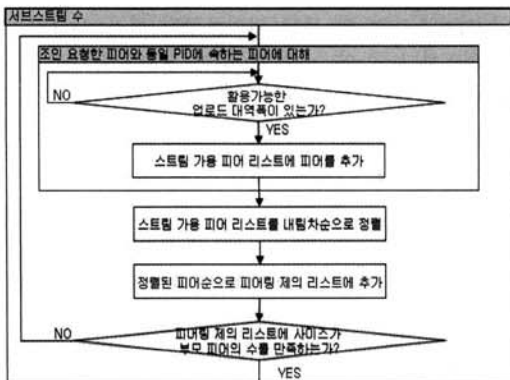 서브스트림 수
조인 요청한 피어와 동일 PID에 속하는 피어에 대해
NO
활용가능한
업로드 대역폭이 있는가?
YES
스트림 가용 피어 리스트에 피어를 추가
스트림 가용 피어 리스트를 내림차순으로 정렬
정렬된 피어순으로 피어링 제의 리스트에 추가
NO
피어링 제의 리스트에 사이즈가
부모 피어의 수를 만족하는가?
YES